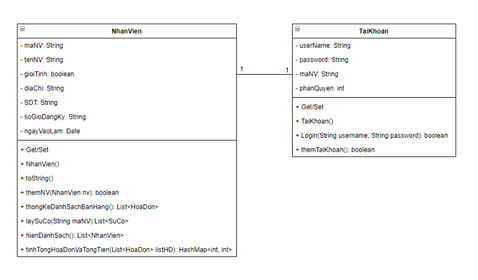 NhanVien
- maNV: String
- tenNV: String
- gioiTinh: boolean
- diaChi: String
- SDT: String
- soGioDangKy: String
- ngayVaoLam: Date
+ Get/Set
+ NhanVien()
+ toString()
+ themNV(NhanVien nv): boolean
+ thongKeDanhSachBanHang(): List<HoaDon>
+ laySuCo(String maNV):List<SuCo>
+ hienDanhSach(): List<NhanVien>
+ tinhTongHoaDonVaTongTien(List<HoaDon> listHD): HashMap<int, int>
1
1
TaiKhoan
- userName: String
- password: String
- maNV: String
- phanQuyen: int
+ Get/Set
+ TaiKhoan()
+ Login(String username, String password): boolean
+ themTaiKhoan(): boolean